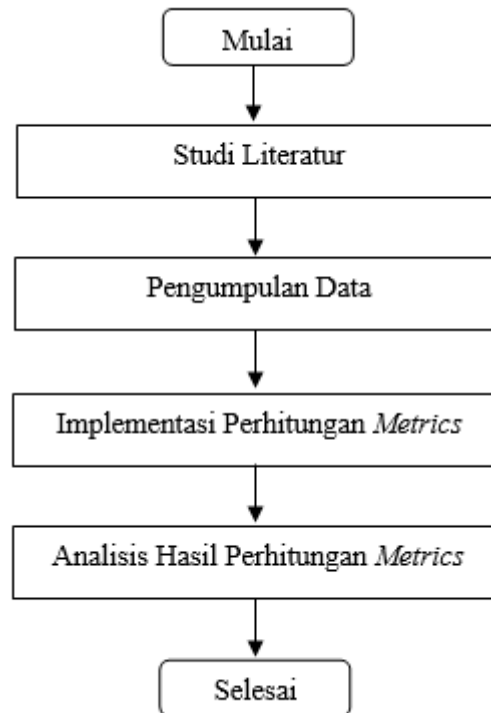 Mulai
Studi Literatur
Pengumpulan Data
Implementasi Perhitungan Metrics
Analisis Hasil Perhitungan Metrics
Selesai